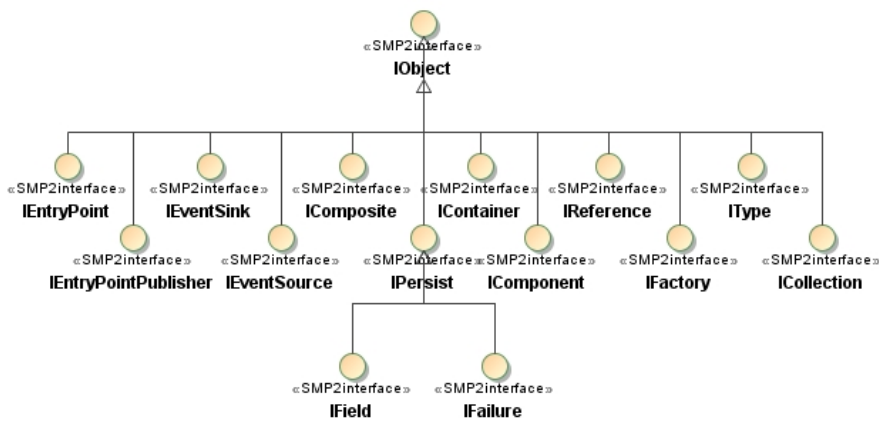 «SMP2interface»
IObject
«SMP2interface» «SMP2interface» «SMP2interface» «SMP2interface» «SMP2interface» «SMP2interface»
IEntryPoint IEventSink IComposite IContainer IReference IType
«SMP2interface» «SMP2interface» «SMP2interface» «SMP2interface» «SMP2interface» «SMP2interface»
IEntryPointPublisher IEventSource IPersist IComponent IFactory ICollection
«SMP2interface» «SMP2interface»
IField IFailure